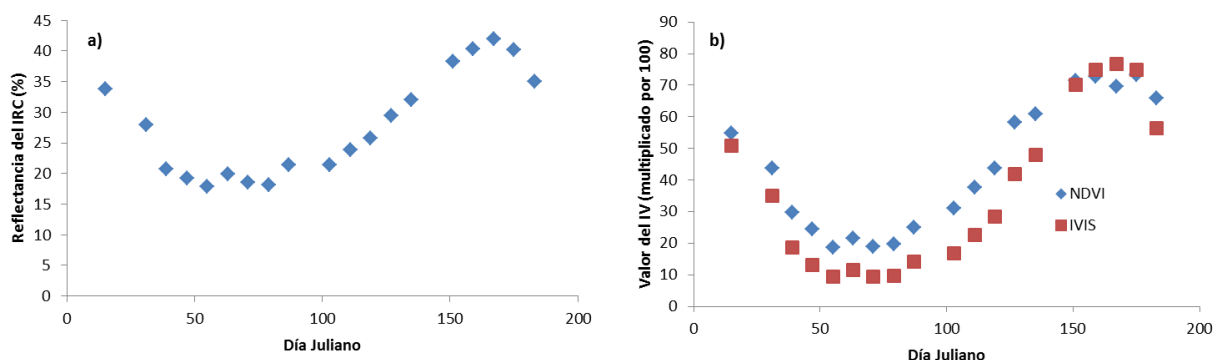 a)
Reflectancia del IRC (%)
45
40
35
30
25
20
15
10
5
0
0 50 100 150 200
Día Juliano
b)
Valor del IV (multiplicado por 100)
90
80
70
60
50
40
30
20
10
0
NDVI
IVIS
0 50 100 150 200
Día Juliano